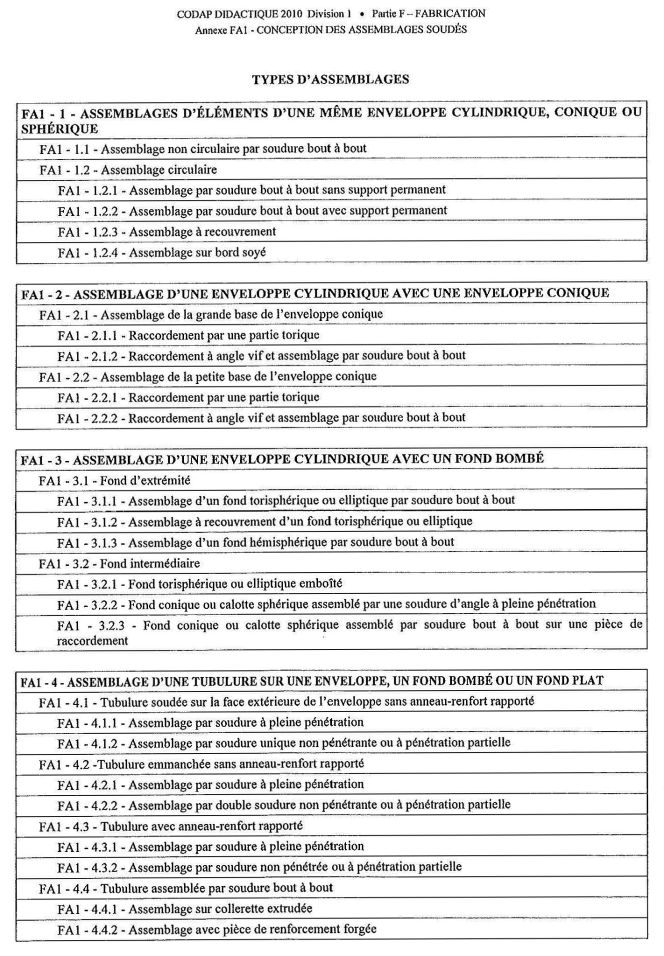 CODAP DIDACTIQUE 2010 Division 1 • Partie F – FABRICATION
Annexe FA1 - CONCEPTION DES ASSEMBLAGES SOUDÉS
TYPES D'ASSEMBLAGES
FA1 - 1 - ASSEMBLAGES D'ÉLÉMENTS D'UNE MÊME ENVELOPPE CYLINDRIQUE, CONIQUE OU
SPHÉRIQUE
FA1 - 1.1 - Assemblage non circulaire par soudure bout à bout
FA1 - 1.2 - Assemblage circulaire
FA1 - 1.2.1 - Assemblage par soudure bout à bout sans support permanent
FA1 - 1.2.2 - Assemblage par soudure bout à bout avec support permanent
FA1 - 1.2.3 - Assemblage à recouvrement
FA1 - 1.2.4 - Assemblage sur bord soyé
FA1 - 2 - ASSEMBLAGE D'UNE ENVELOPPE CYLINDRIQUE AVEC UNE ENVELOPPE CONIQUE
FA1 - 2.1 - Assemblage de la grande base de l'enveloppe conique
FA1 - 2.1.1 - Raccordement par une partie torique
FA1 - 2.1.2 - Raccordement à angle vif et assemblage par soudure bout à bout
FA1 - 2.2 - Assemblage de la petite base de l'enveloppe conique
FA1 - 2.2.1 - Raccordement par une partie torique
FA1 - 2.2.2 - Raccordement à angle vif et assemblage par soudure bout à bout
FA1 - 3 - ASSEMBLAGE D'UNE ENVELOPPE CYLINDRIQUE AVEC UN FOND BOMBÉ
FA1 - 3.1 - Fond d'extrémité
FA1 - 3.1.1 - Assemblage d'un fond torisphérique ou elliptique par soudure bout à bout
FA1 - 3.1.2 - Assemblage à recouvrement d'un fond torisphérique ou elliptique
FA1 - 3.1.3 - Assemblage d'un fond hémisphérique par soudure bout à bout
FA1 - 3.2 - Fond intermédiaire
FA1 - 3.2.1 - Fond torisphérique ou elliptique emboîté
FA1 - 3.2.2 - Fond conique ou calotte sphérique assemblé par une soudure d'angle à pleine pénétration
FA1 - 3.2.3 - Fond conique ou calotte sphérique assemblé par soudure bout à bout sur une pièce de
raccordement
FA1 - 4 - ASSEMBLAGE D'UNE TUBULURE SUR UNE ENVELOPPE, UN FOND BOMBÉ OU UN FOND PLAT
FA1 - 4.1 - Tubulure soudée sur la face extérieure de l'enveloppe sans anneau-renfort rapporté
FA1 - 4.1.1 - Assemblage par soudure à pleine pénétration
FA1 - 4.1.2 - Assemblage par soudure unique non pénétrante ou à pénétration partielle
FA1 - 4.2 -Tubulure emmanchée sans anneau-renfort rapporté
FA1 - 4.2.1 - Assemblage par soudure à pleine pénétration
FA1 - 4.2.2 - Assemblage par double soudure non pénétrante ou à pénétration partielle
FA1 - 4.3 - Tubulure avec anneau-renfort rapporté
FA1 - 4.3.1 - Assemblage par soudure à pleine pénétration
FA1 - 4.3.2 - Assemblage par soudure non pénétrée ou à pénétration partielle
FA1 - 4.4 - Tubulure assemblée par soudure bout à bout
FA1 - 4.4.1 - Assemblage sur collerette extrudée
FA1 - 4.4.2 - Assemblage avec pièce de renforcement forgée